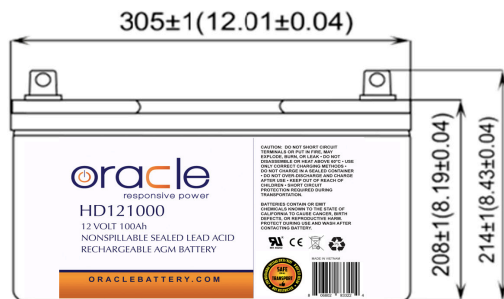 305±1(12.01±0.04)
208±1(8.19±0.04)
214±1(8.43±0.04)
oracle
responsive power
HD121000
12 VOLT 100Ah
NONSPILLABLE SEALED LEAD ACID
RECHARGEABLE AGM BATTERY
ORACLEBATTERY.COM
CAUTION: DO NOT SHORT CIRCUIT
TERMINALS OR PUT IN FIRE, MAY
EXPLODE, BURN, OR LEAK • DO NOT
DISASSEMBLE OR HEAT ABOVE 60°C • USE
ONLY CORRECT CHARGING METHODS •
DO NOT CHARGE IN A SEALED CONTAINER
• DO NOT OVER-DISCHARGE AND CHARGE
AFTER USE • KEEP OUT OF REACH OF
CHILDREN • SHORT CIRCUIT
PROTECTION REQUIRED DURING
TRANSPORTATION.
BATTERIES CONTAIN OR EMIT
CHEMICALS KNOWN TO THE STATE OF
CALIFORNIA TO CAUSE CANCER, BIRTH
DEFECTS, OR REPRODUCTIVE HARM.
PROTECT DURING USE AND WASH AFTER
CONTACTING BATTERY.
CE
Pb
MADE IN VIETNAM
SAFE